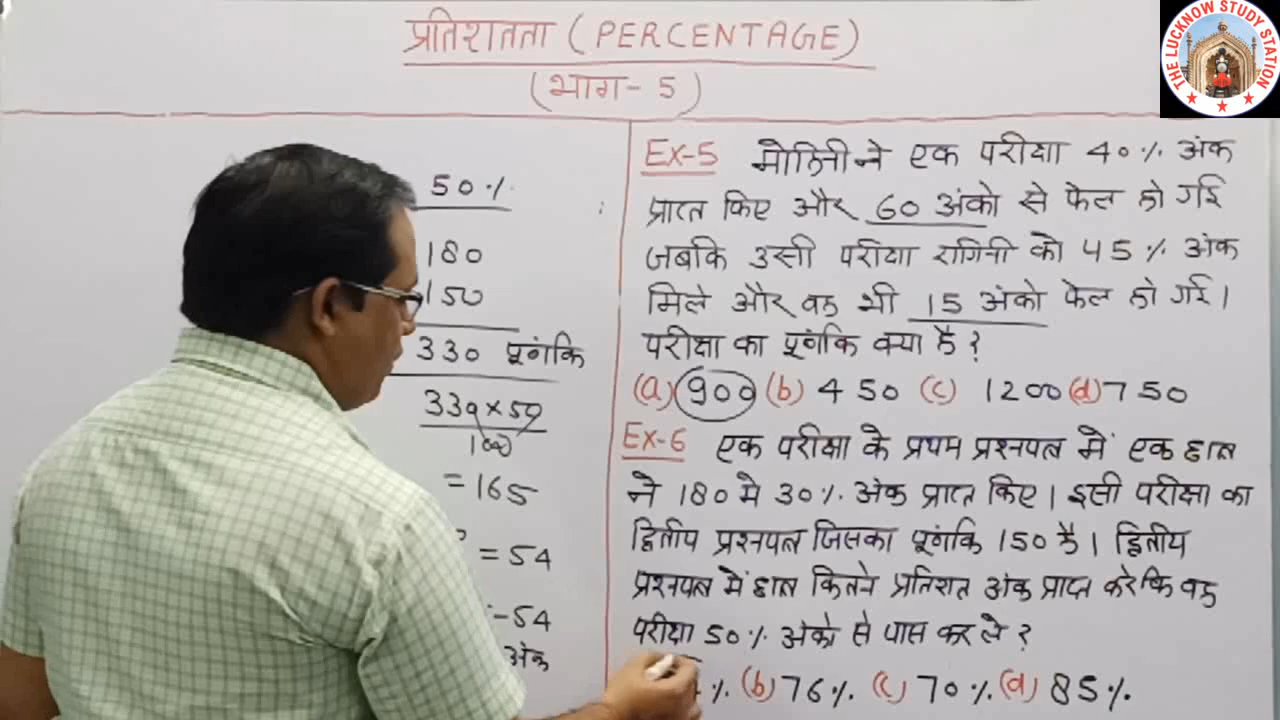 प्रतिशतता (PERCENTAGE)
(भाग - 5)
THE LUCKNOW STUDY STATION
50%
180
150
330 पूर्णांक
330 x 50
100
= 165
= 54
- 54
अंक
Ex-5 मोहिनी ने एक परीक्षा 40% अंक
प्राप्त किए और 60 अंको से फेल हो गई
जबकि उसी परीक्षा रागिनी को 45% अंक
मिले और वह भी 15 अंको फेल हो गई।
परीक्षा का पूर्णांक क्या है?
(a) 900 (b) 450 (c) 1200 (d) 750
Ex-6 एक परीक्षा के प्रथम प्रश्नपत्र में एक छात्र
ने 180 मे 30% अंक प्राप्त किए। इसी परीक्षा का
द्वितीय प्रश्नपत्र जिसका पूर्णांक 150 है। द्वितीय
प्रश्नपत्र में छात्र कितने प्रतिशत अंक प्राप्त करे कि वह
परीक्षा 50% अंको से पास कर ले?
% (b) 76% (c) 70% (d) 85%